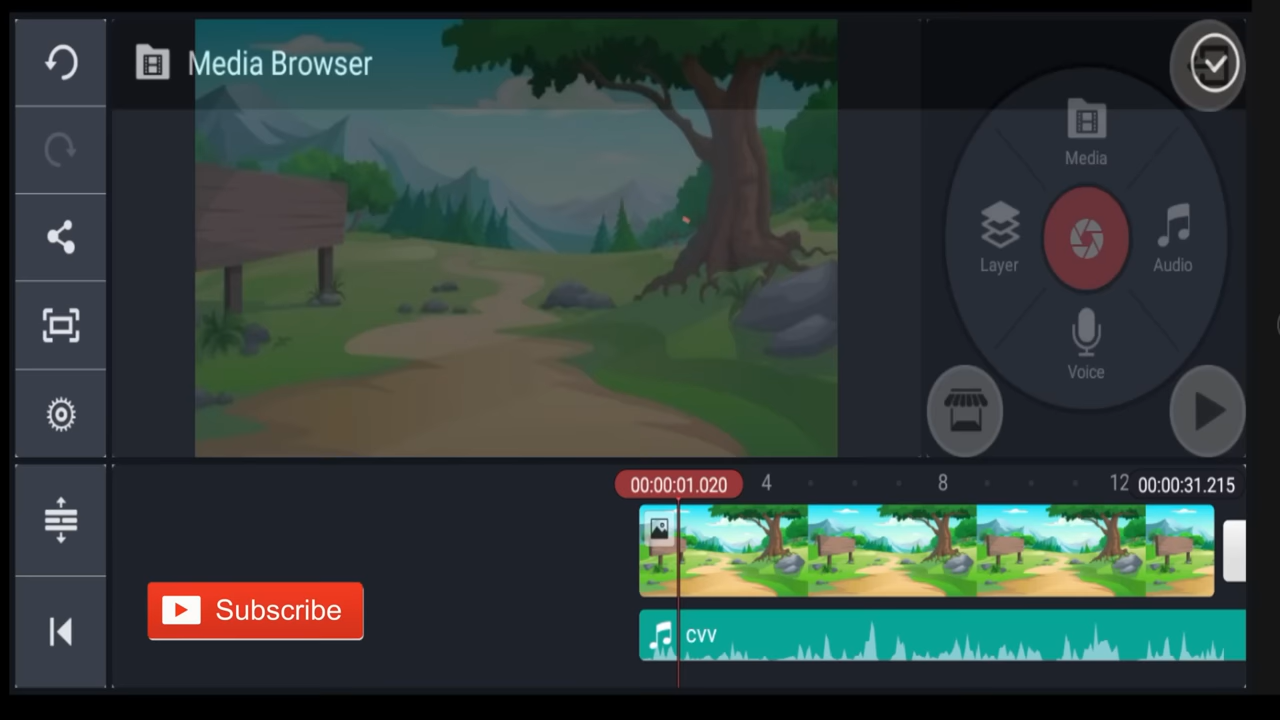 Media Browser
Media
Layer
Audio
Voice
00:00:01.020
4
8
12
00:00:31.215
Subscribe
CVV